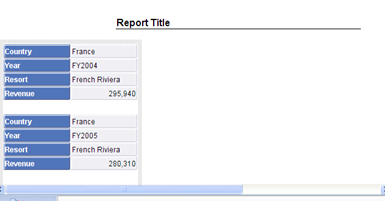 Report Title
Country France
Year FY2004
Resort French Riviera
Revenue 295,940
Country France
Year FY2005
Resort French Riviera
Revenue 280,310